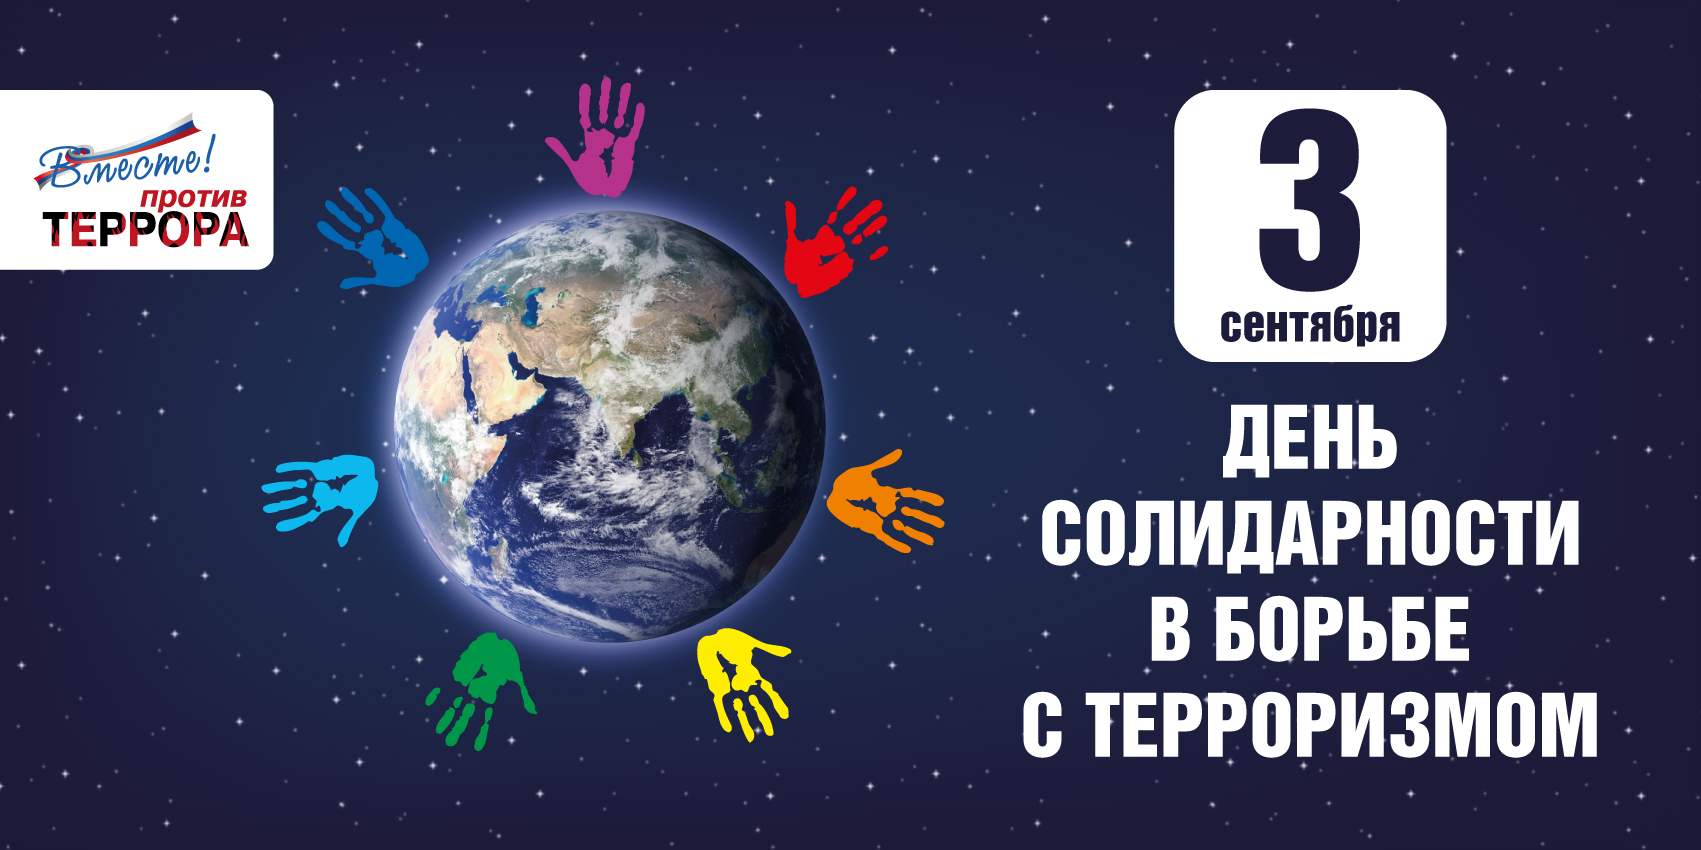 Вместе!
против
ТЕРРОРА
3
сентября
ДЕНЬ
СОЛИДАРНОСТИ
В БОРЬБЕ
С ТЕРРОРИЗМОМ